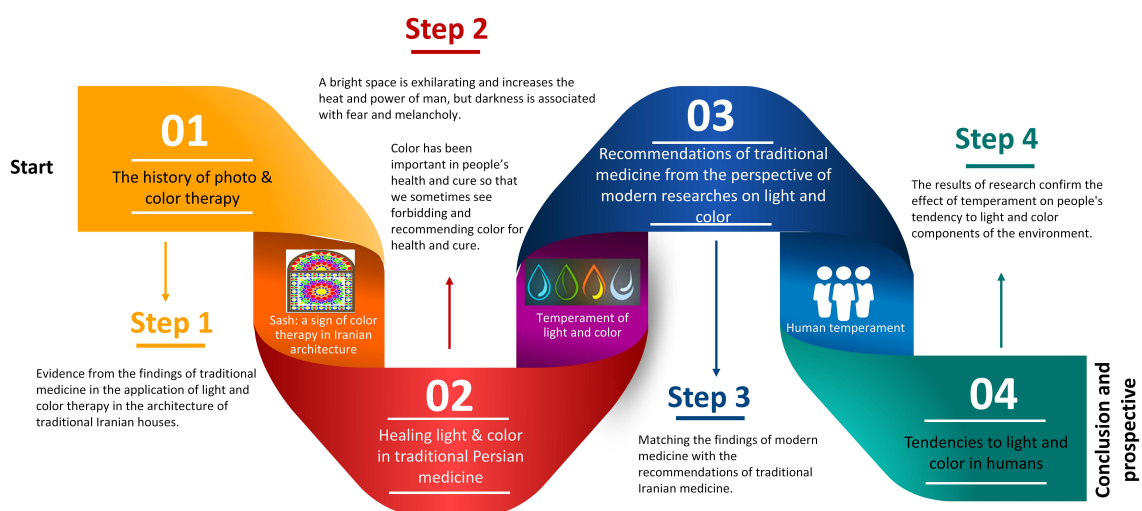 Start
01
The history of photo &
color therapy
Step 1
Evidence from the findings of traditional
medicine in the application of light and
color therapy in the architecture of
traditional Iranian houses.
Sash: a sign of color
therapy in Iranian
architecture
Step 2
A bright space is exhilarating and increases the
heat and power of man, but darkness is associated
with fear and melancholy.
Color has been
important in people's
health and cure so that
we sometimes see
forbidding and
recommending color for
health and cure.
02
Healing light & color
in traditional Persian
medicine
Temperament of
light and color
03
Recommendations of traditional
medicine from the perspective of
modern researches on light and
color
Step 3
Matching the findings of modern
medicine with the
recommendations of traditional
Iranian medicine.
Human temperament
Step 4
The results of research confirm the
effect of temperament on people's
tendency to light and color
components of the environment.
04
Tendencies to light and
color in humans
Conclusion and
prospective